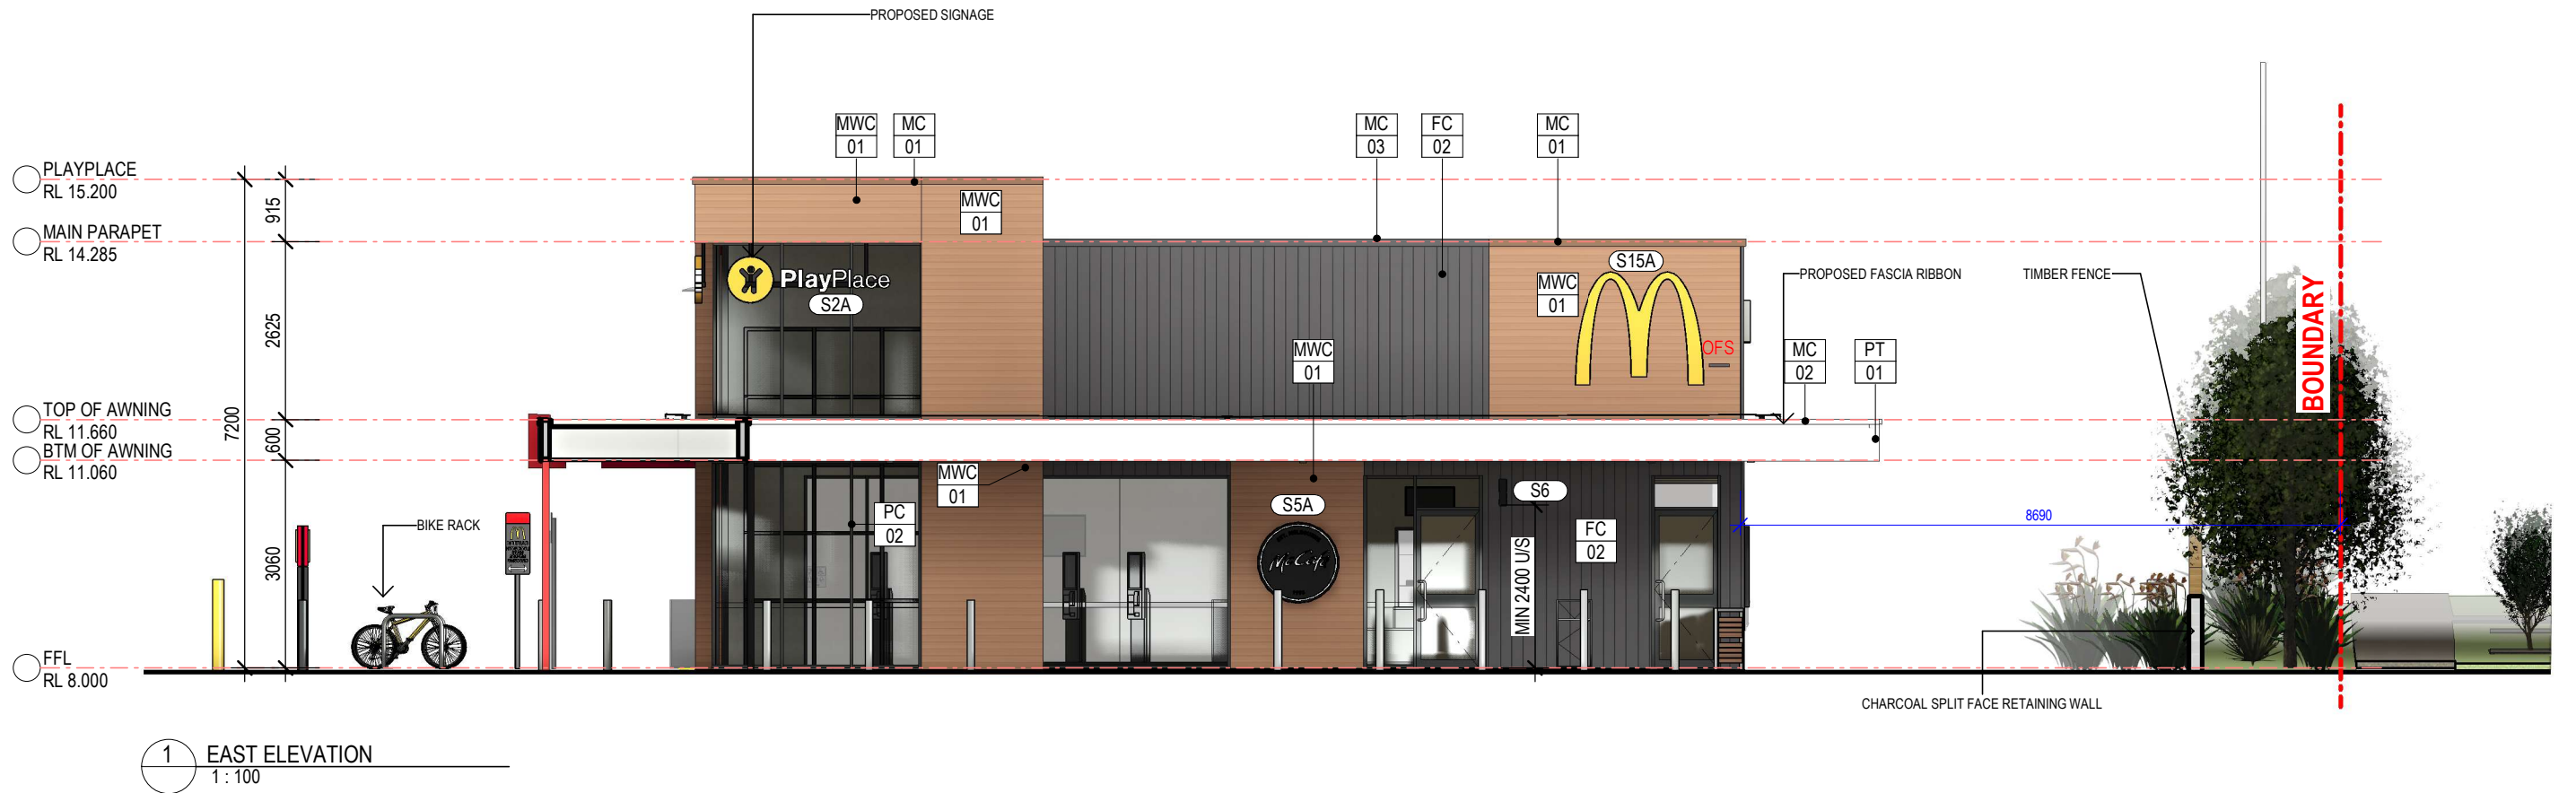 PROPOSED SIGNAGE
MWC
01
MC
01
MC
03
FC
02
MC
01
PLAYPLACE
RL 15.200
915
MWC
01
MAIN PARAPET
RL 14.285
PlayPlace
S2A
S15A
MWC
01
PROPOSED FASCIA RIBBON
TIMBER FENCE
BOUNDARY
2625
7200
MWC
01
OFS
MC
02
PT
01
TOP OF AWNING
RL 11.660
600
BTM OF AWNING
RL 11.060
MWC
01
S5A
S6
BIKE RACK
PC
02
FC
02
8690
3060
McCafé
MIN 2400 U/S
FFL
RL 8.000
CHARCOAL SPLIT FACE RETAINING WALL
1
EAST ELEVATION
1 : 100